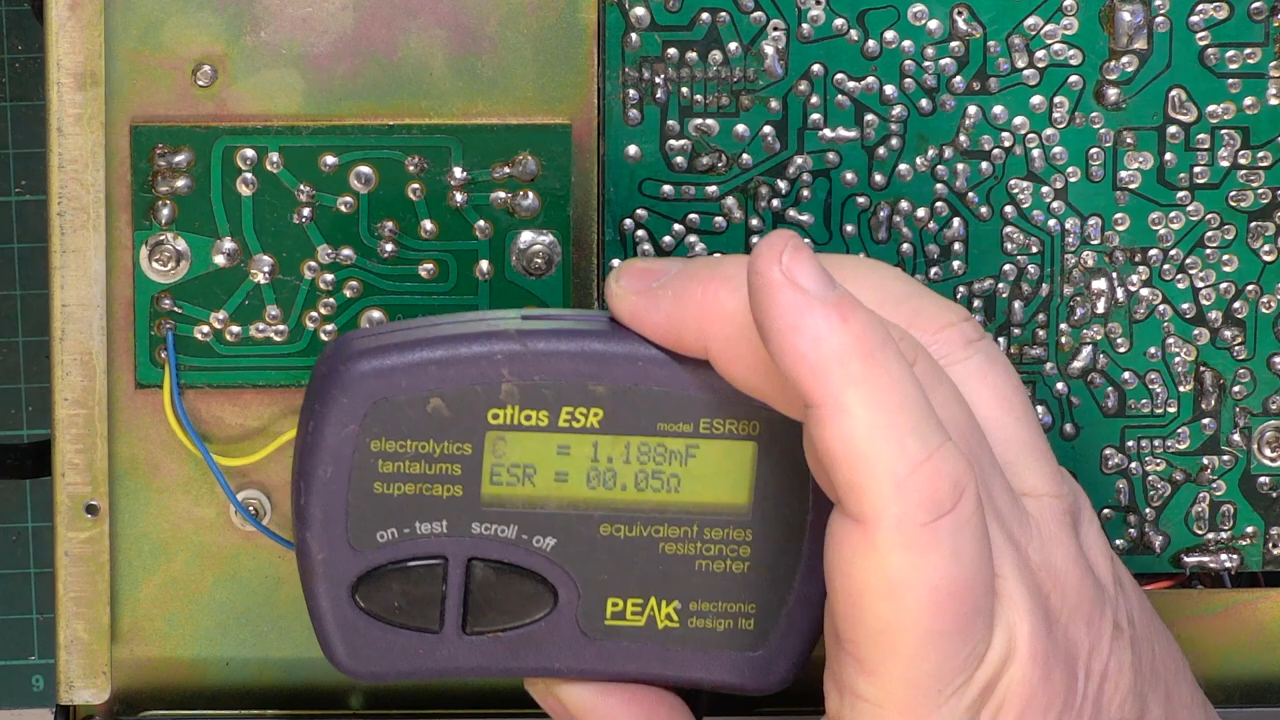 atlas ESR
model ESR60
electrolytics
tantalums
supercaps
C = 1.188mF
ESR = 00.05Ω
on - test
scroll - off
equivalent series
resistance
meter
PEAK electronic
design ltd
9